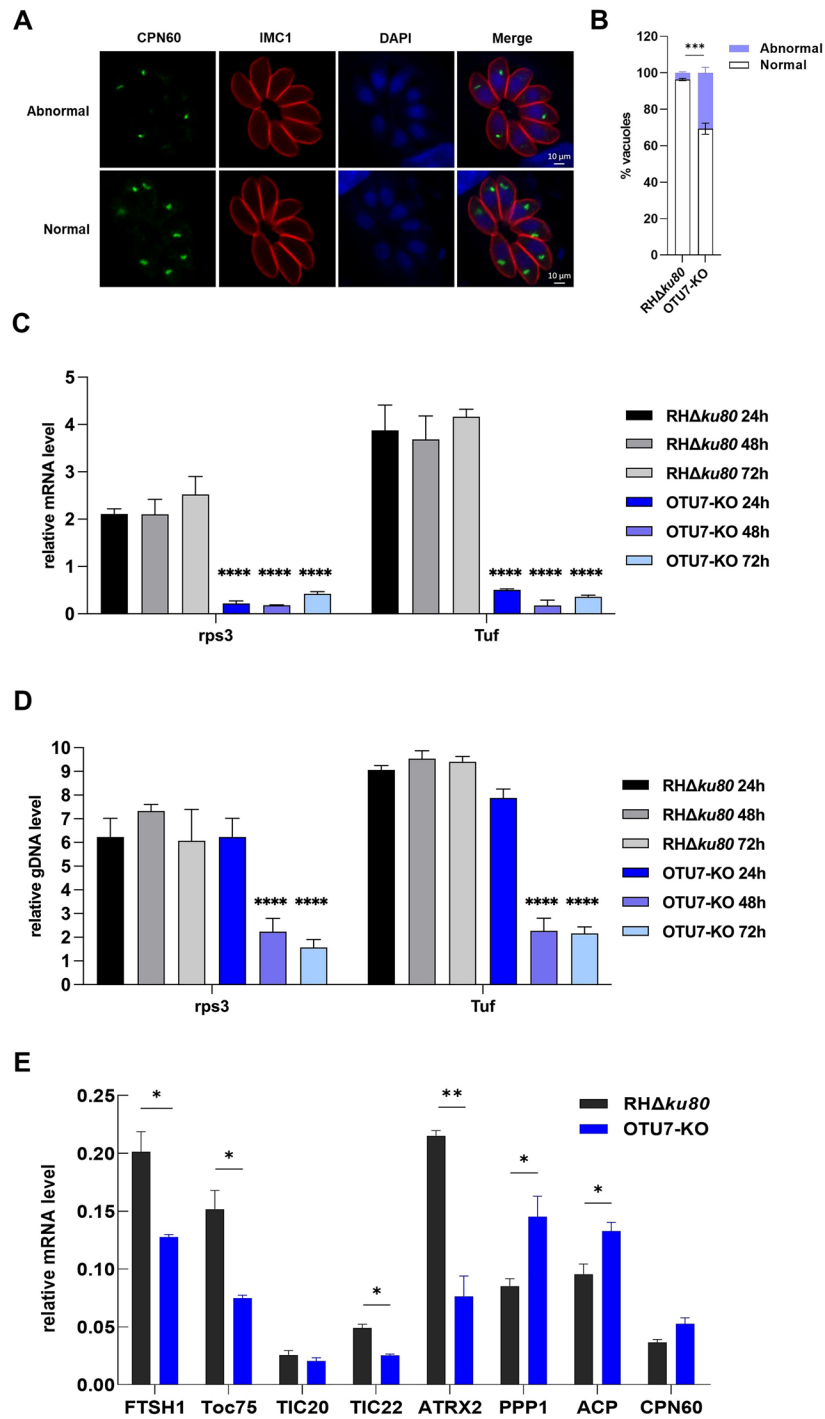 A
CPN60 IMC1 DAPI Merge
Abnormal
10 µm
Normal
10 µm
B
*** Abnormal
Normal
120
100
80
60
40
20
0
% vacuoles
RHΔku80
OTU7-KO
C
relative mRNA level
5
4
3
2
1
0
**** **** **** **** **** ****
rps3 Tuf
RHΔku80 24h
RHΔku80 48h
RHΔku80 72h
OTU7-KO 24h
OTU7-KO 48h
OTU7-KO 72h
D
relative gDNA level
10
9
8
7
6
5
4
3
2
1
0
**** **** **** ****
rps3 Tuf
RHΔku80 24h
RHΔku80 48h
RHΔku80 72h
OTU7-KO 24h
OTU7-KO 48h
OTU7-KO 72h
E
relative mRNA level
0.25
0.20
0.15
0.10
0.05
0.00
* * * ** * *
RHΔku80
OTU7-KO
FTSH1 Toc75 TIC20 TIC22 ATRX2 PPP1 ACP CPN60